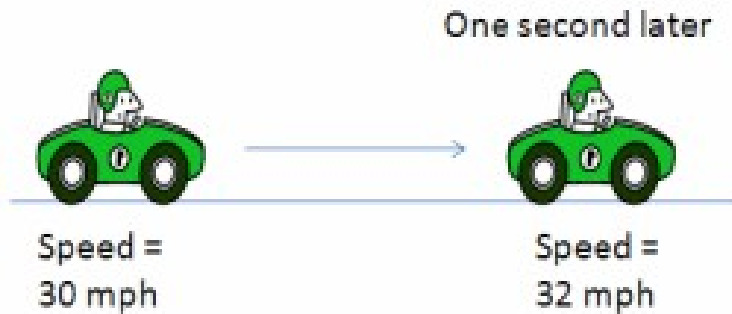 One second later
Speed =
30 mph
Speed =
32 mph